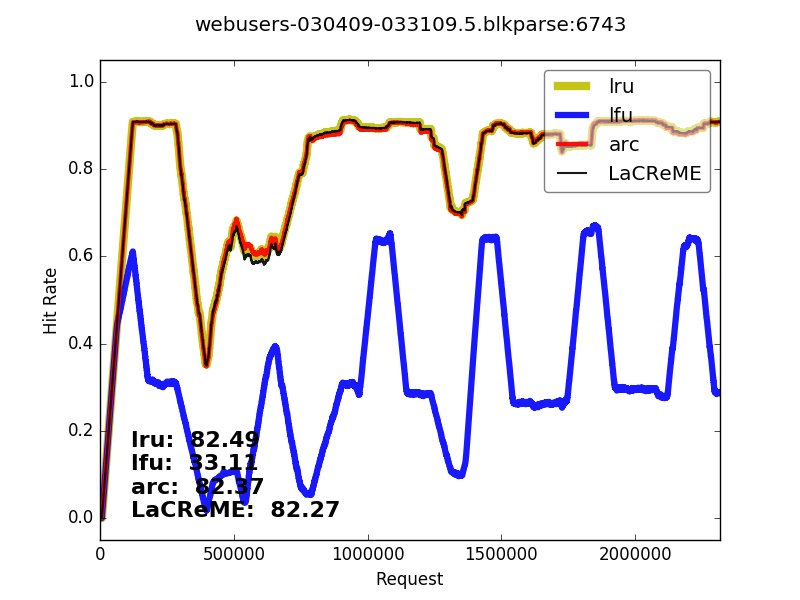 webusers-030409-033109.5.blkparse:6743
lru
lfu
arc
LaCReME
1.0
0.8
0.6
0.4
0.2
0.0
Hit Rate
lru: 82.49
lfu: 33.11
arc: 82.37
LaCReME: 82.27
0 500000 1000000 1500000 2000000
Request